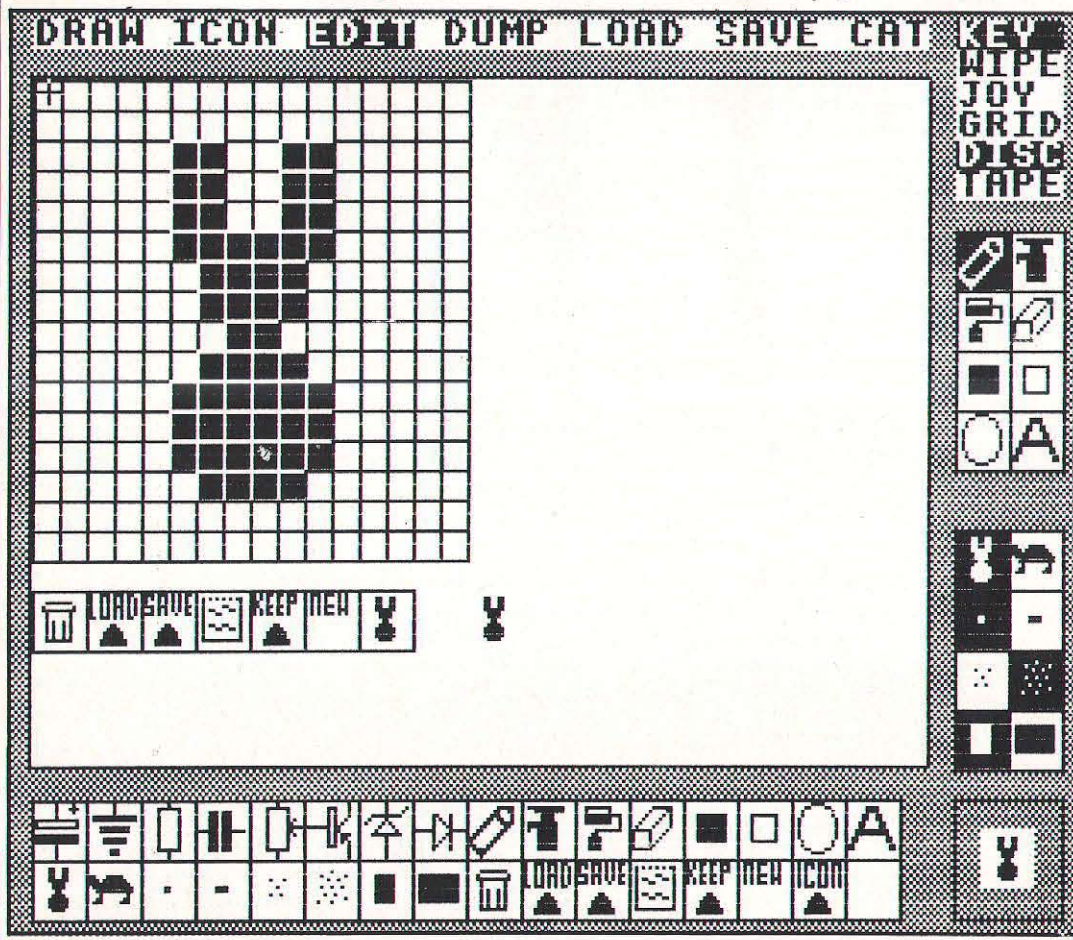 DRAW ICON EDIT DUMP LOAD SAVE CAT
KEY
WIPE
JOY
GRID
DISC
TAPE
A
LOAD SAVE KEEP NEW
A
LOAD SAVE KEEP NEW ICON